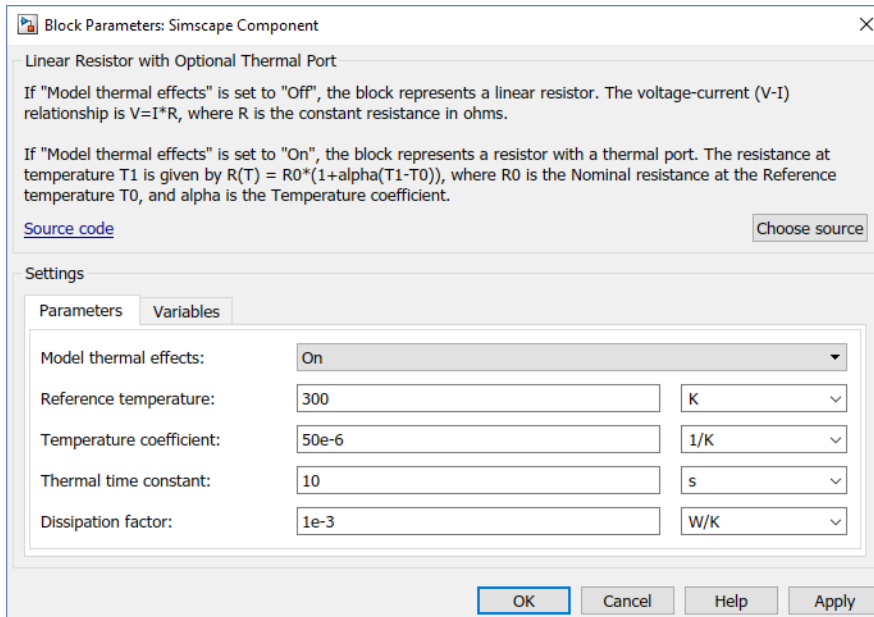 Block Parameters: Simscape Component
Linear Resistor with Optional Thermal Port
If "Model thermal effects" is set to "Off", the block represents a linear resistor. The voltage-current (V-I)
relationship is V=I*R, where R is the constant resistance in ohms.
If "Model thermal effects" is set to "On", the block represents a resistor with a thermal port. The resistance at
temperature T1 is given by R(T) = R0*(1+alpha(T1-T0)), where R0 is the Nominal resistance at the Reference
temperature T0, and alpha is the Temperature coefficient.
Source code Choose source
Settings
Parameters Variables
Model thermal effects: On
Reference temperature: 300 K
Temperature coefficient: 50e-6 1/K
Thermal time constant: 10 s
Dissipation factor: 1e-3 W/K
OK Cancel Help Apply